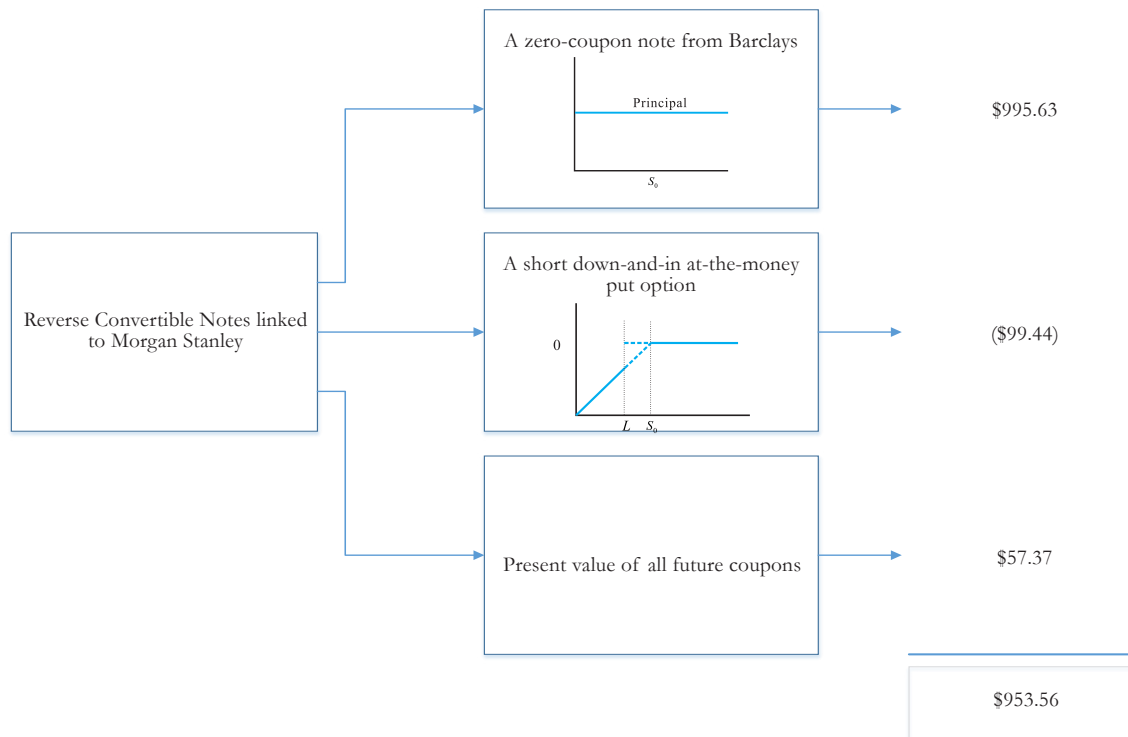 A zero-coupon note from Barclays
Principal
S₀
$995.63
Reverse Convertible Notes linked
to Morgan Stanley
A short down-and-in at-the-money
put option
0
L S₀
($99.44)
Present value of all future coupons
$57.37
$953.56